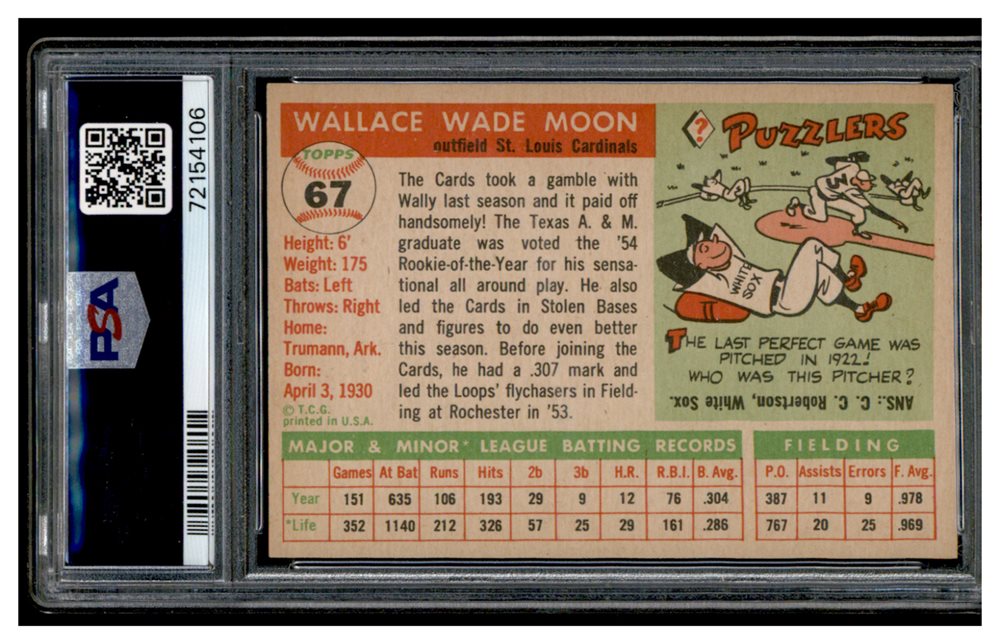 72154106
PSA
WALLACE WADE MOON
outfield St. Louis Cardinals
TOPPS
67
Height: 6'
Weight: 175
Bats: Left
Throws: Right
Home:
Trumann, Ark.
Born:
April 3, 1930
© T.C.G.
printed in U.S.A.
The Cards took a gamble with
Wally last season and it paid off
handsomely! The Texas A. & M.
graduate was voted the '54
Rookie-of-the-Year for his sensa-
tional all around play. He also
led the Cards in Stolen Bases
and figures to do even better
this season. Before joining the
Cards, he had a .307 mark and
led the Loops' flychasers in Field-
ing at Rochester in '53.
? PUZZLERS
WHITE
SOX
THE LAST PERFECT GAME WAS
PITCHED IN 1922!
WHO WAS THIS PITCHER?
ANS.: C. C. Robertson, White Sox.
MAJOR & MINOR* LEAGUE BATTING RECORDS
Games At Bat Runs Hits 2b 3b H.R. R.B.I. B. Avg.
Year 151 635 106 193 29 9 12 76 .304
*Life 352 1140 212 326 57 25 29 161 .286
FIELDING
P.O. Assists Errors F. Avg.
387 11 9 .978
767 20 25 .969